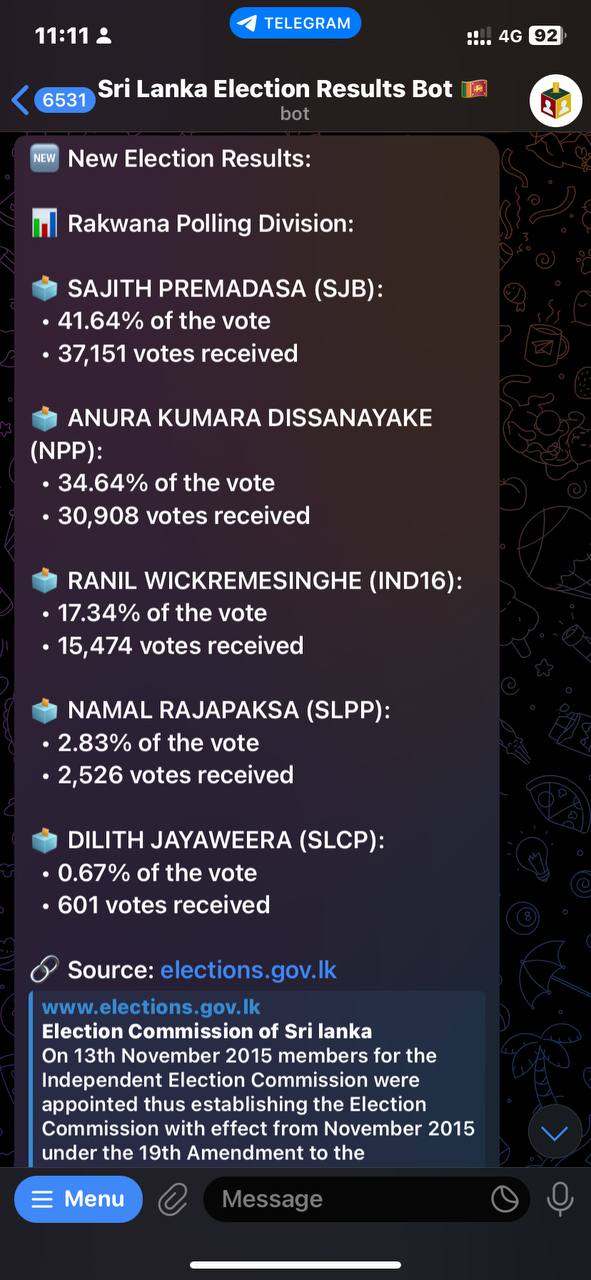 11:11
TELEGRAM
4G 92
6531
Sri Lanka Election Results Bot 🇱🇰
bot
🆕 New Election Results:
📊 Rakwana Polling Division:
🗳️ SAJITH PREMADASA (SJB):
• 41.64% of the vote
• 37,151 votes received
🗳️ ANURA KUMARA DISSANAYAKE
(NPP):
• 34.64% of the vote
• 30,908 votes received
🗳️ RANIL WICKREMESINGHE (IND16):
• 17.34% of the vote
• 15,474 votes received
🗳️ NAMAL RAJAPAKSA (SLPP):
• 2.83% of the vote
• 2,526 votes received
🗳️ DILITH JAYAWEERA (SLCP):
• 0.67% of the vote
• 601 votes received
🔗 Source: elections.gov.lk
www.elections.gov.lk
Election Commission of Sri lanka
On 13th November 2015 members for the
Independent Election Commission were
appointed thus establishing the Election
Commission with effect from November 2015
under the 19th Amendment to the
Menu
Message